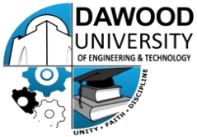 DAWOOD
UNIVERSITY
OF ENGINEERING & TECHNOLOGY
UNITY • FAITH • DISCIPLINE